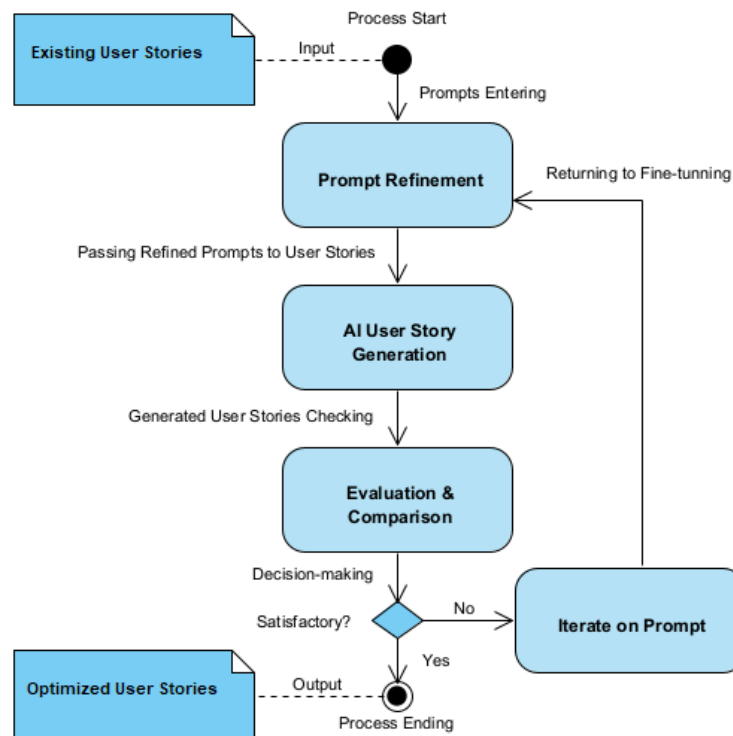 Process Start
Existing User Stories
Input
Prompts Entering
Prompt Refinement
Returning to Fine-tunning
Passing Refined Prompts to User Stories
AI User Story
Generation
Generated User Stories Checking
Evaluation &
Comparison
Decision-making
Satisfactory?
No
Iterate on Prompt
Yes
Optimized User Stories
Output
Process Ending